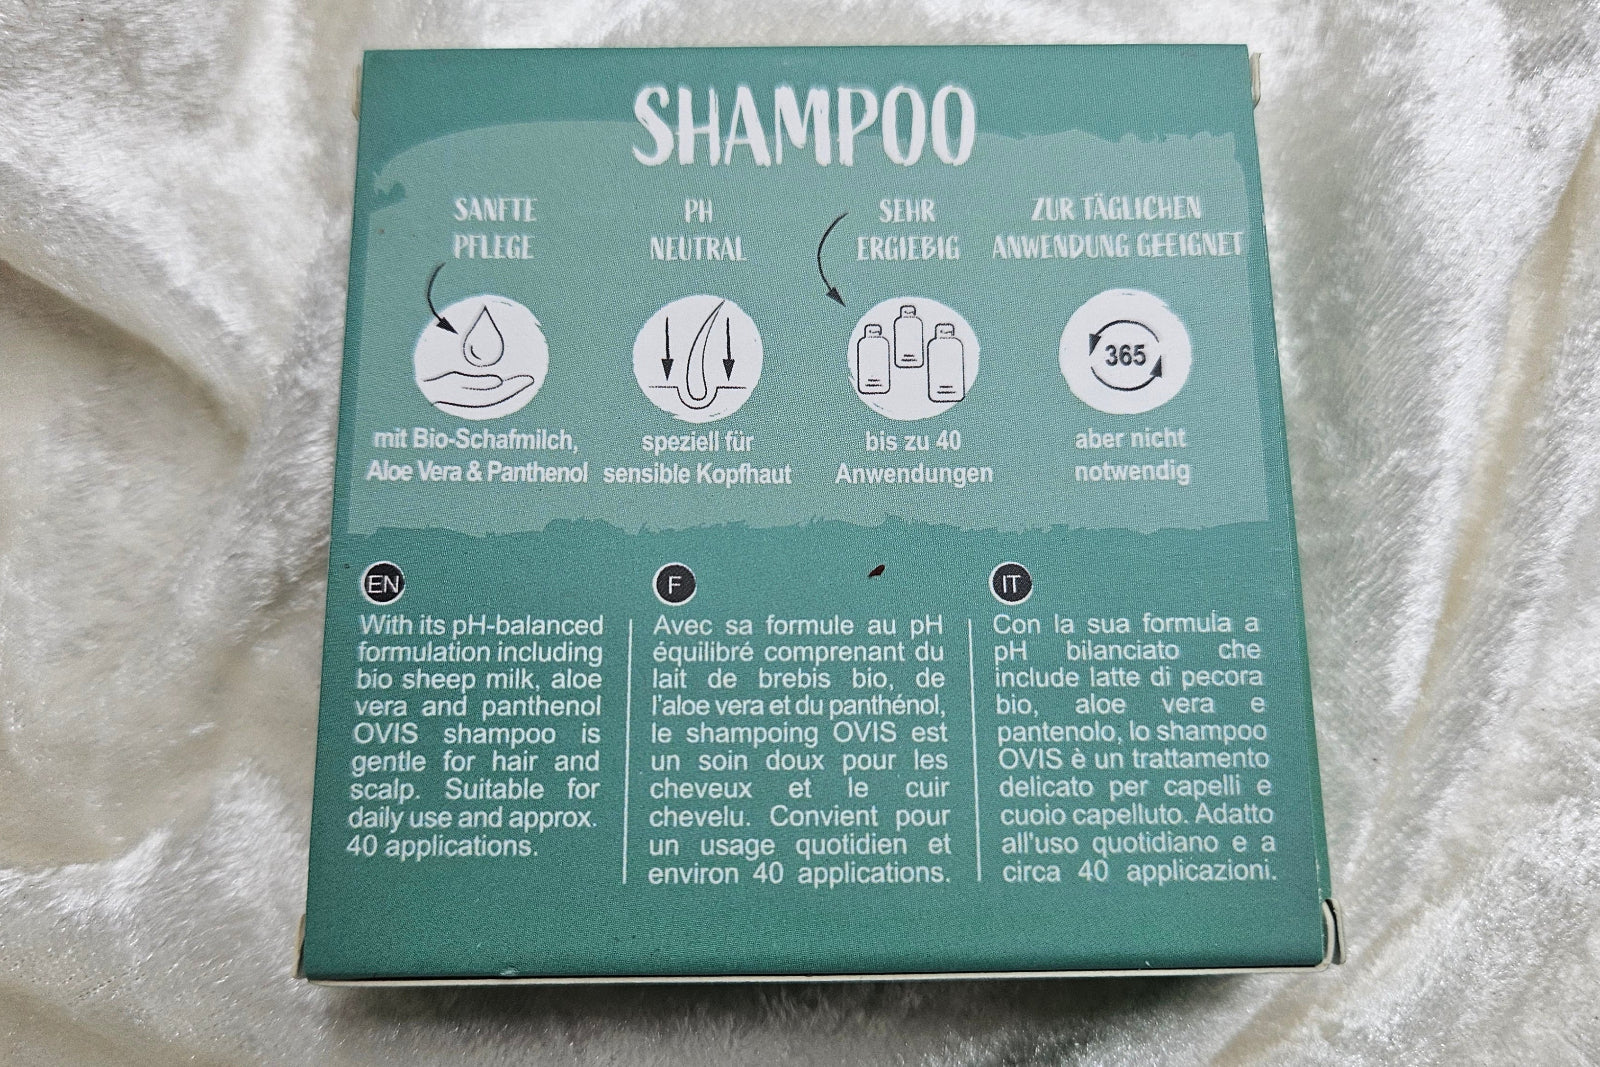 SHAMPOO
SANFTE
PFLEGE
mit Bio-Schafmilch,
Aloe Vera & Panthenol
PH
NEUTRAL
speziell für
sensible Kopfhaut
SEHR
ERGIEBIG
bis zu 40
Anwendungen
ZUR TÄGLICHEN
ANWENDUNG GEEIGNET
365
aber nicht
notwendig
EN
With its pH-balanced
formulation including
bio sheep milk, aloe
vera and panthenol
OVIS shampoo is
gentle for hair and
scalp. Suitable for
daily use and approx.
40 applications.
F
Avec sa formule au pH
équilibré comprenant du
lait de brebis bio, de
l'aloe vera et du panthénol,
le shampoing OVIS est
un soin doux pour les
cheveux et le cuir
chevelu. Convient pour
un usage quotidien et
environ 40 applications.
IT
Con la sua formula a
pH bilanciato che
include latte di pecora
bio, aloe vera e
pantenolo, lo shampoo
OVIS è un trattamento
delicato per capelli e
cuoio capelluto. Adatto
all'uso quotidiano e a
circa 40 applicazioni.